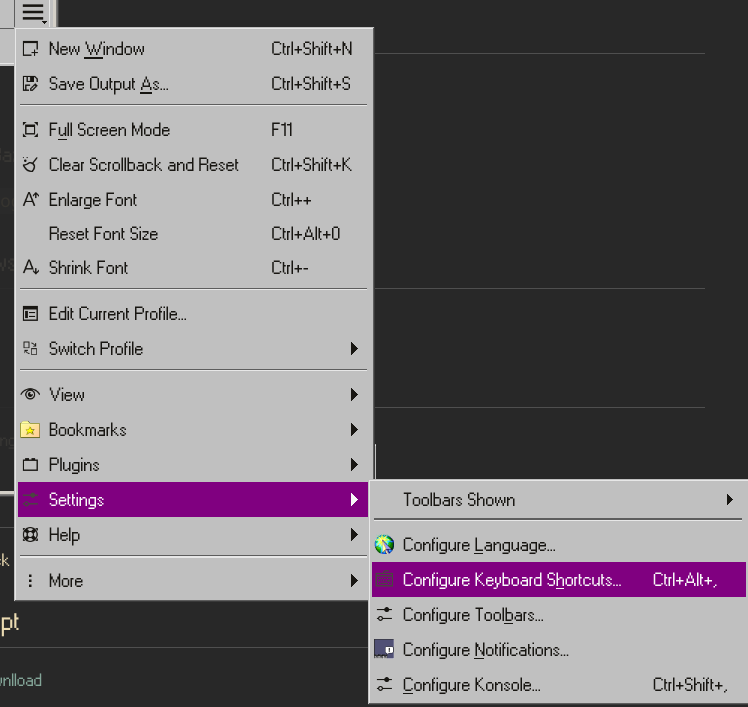 New Window Ctrl+Shift+N
Save Output As... Ctrl+Shift+S
Full Screen Mode F11
Clear Scrollback and Reset Ctrl+Shift+K
Enlarge Font Ctrl++
Reset Font Size Ctrl+Alt+0
Shrink Font Ctrl+-
Edit Current Profile...
Switch Profile
View
Bookmarks
Plugins
Settings
Help
More
Toolbars Shown
Configure Language...
Configure Keyboard Shortcuts... Ctrl+Alt+,
Configure Toolbars...
Configure Notifications...
Configure Konsole... Ctrl+Shift+,
ck
pt
unlload